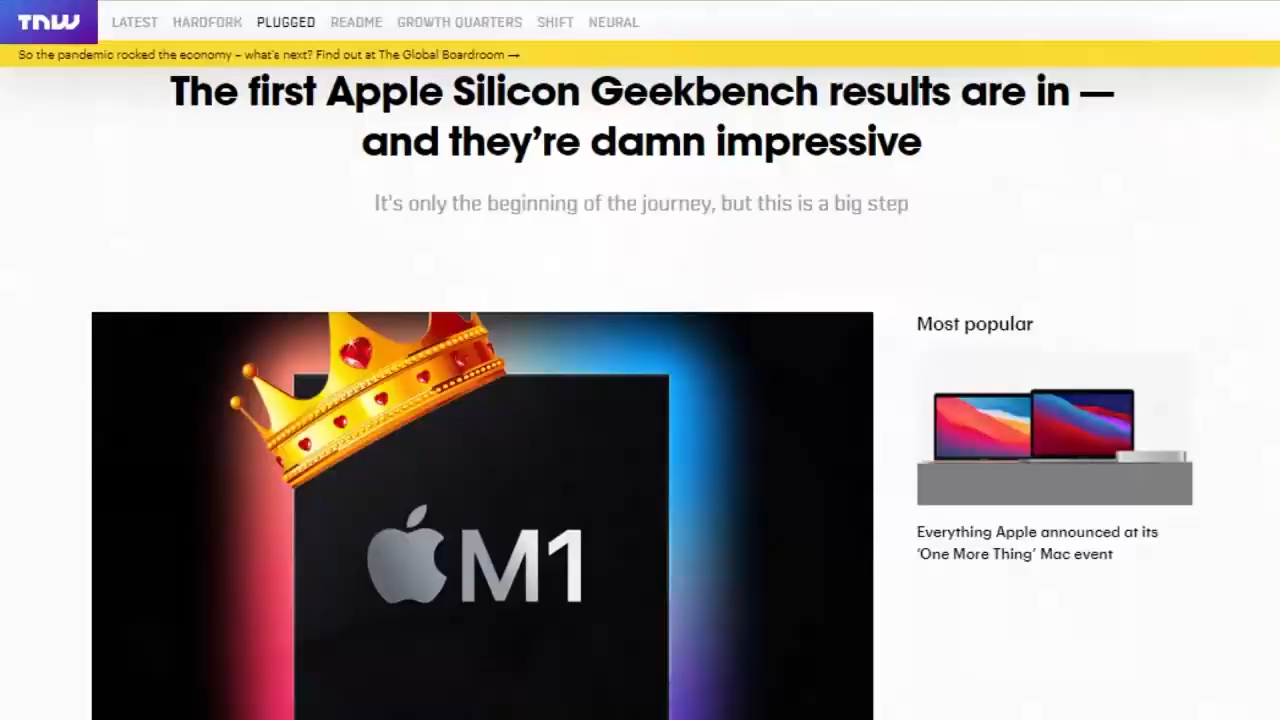 TNW LATEST HARDFORK PLUGGED README GROWTH QUARTERS SHIFT NEURAL
So the pandemic rocked the economy – what's next? Find out at The Global Boardroom →
The first Apple Silicon Geekbench results are in —
and they're damn impressive
It's only the beginning of the journey, but this is a big step
M1
Most popular
Everything Apple announced at its
‘One More Thing’ Mac event